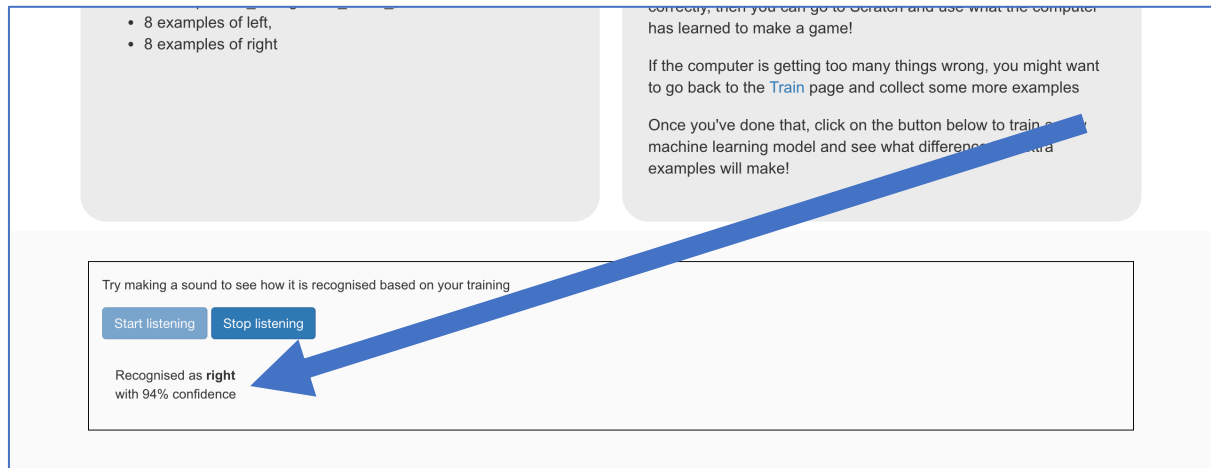 • 8 examples of left,
• 8 examples of right
correctly, then you can go to Scratch and use what the computer
has learned to make a game!
If the computer is getting too many things wrong, you might want
to go back to the Train page and collect some more examples
Once you've done that, click on the button below to train
machine learning model and see what difference
examples will make!
Try making a sound to see how it is recognised based on your training
Start listening Stop listening
Recognised as right
with 94% confidence